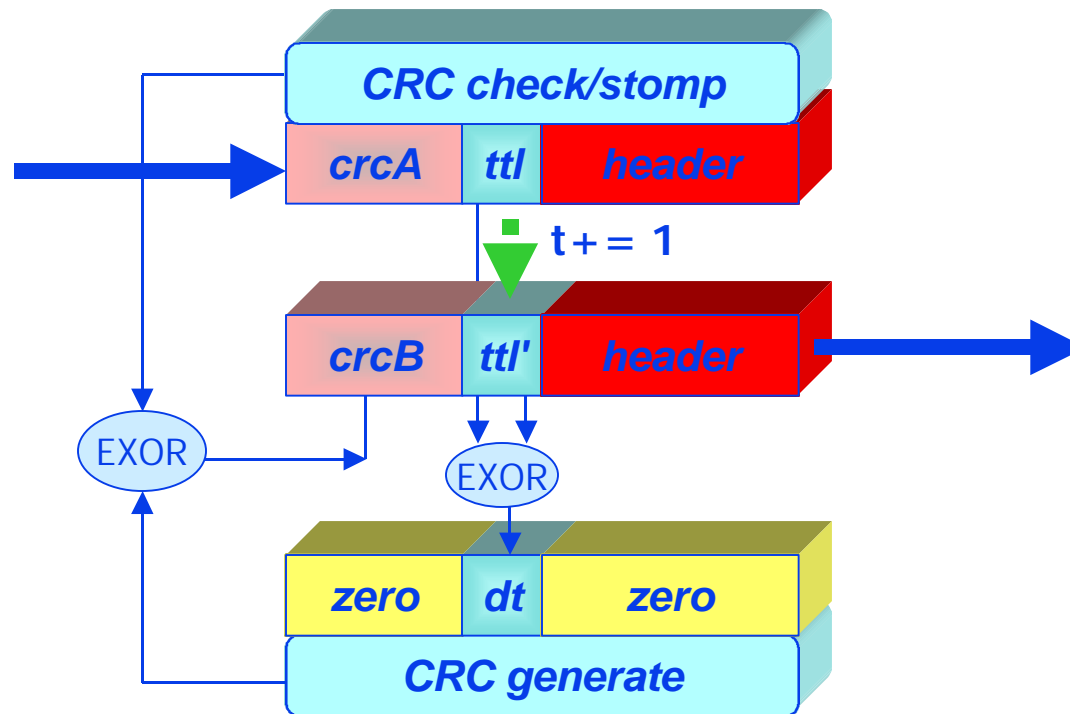 CRC check/stomp
crcA ttl header
t+= 1
crcB ttl' header
EXOR
EXOR
zero dt zero
CRC generate